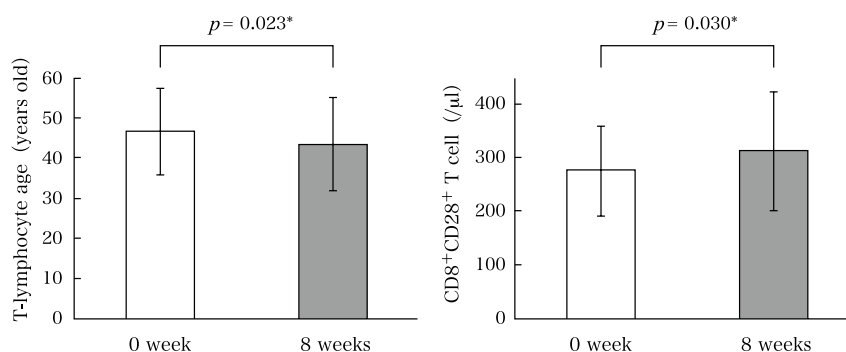 p = 0.023*
T-lymphocyte age (years old)
60
50
40
30
20
10
0
0 week
8 weeks
p = 0.030*
CD8+CD28+ T cell (/μl)
400
300
200
100
0
0 week
8 weeks